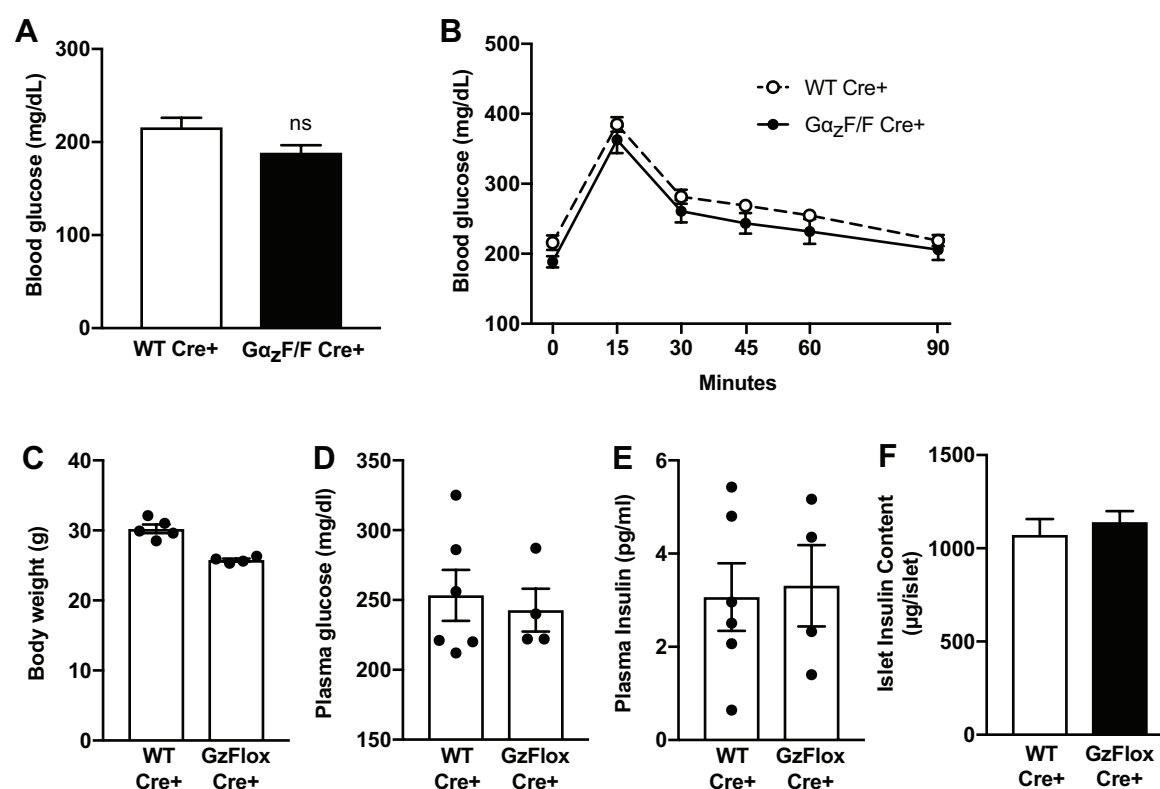 A
Blood glucose (mg/dL)
300
200
100
0
ns
WT Cre+
GαzF/F Cre+
B
Blood glucose (mg/dL)
500
400
300
200
100
WT Cre+
GαzF/F Cre+
0 15 30 45 60 90
Minutes
C
Body weight (g)
40
30
20
10
0
WT
Cre+
GzFlox
Cre+
D
Plasma glucose (mg/dl)
350
300
250
200
150
WT
Cre+
GzFlox
Cre+
E
Plasma Insulin (pg/ml)
6
4
2
0
WT
Cre+
GzFlox
Cre+
F
Islet Insulin Content
(µg/islet)
1500
1000
500
0
WT
Cre+
GzFlox
Cre+